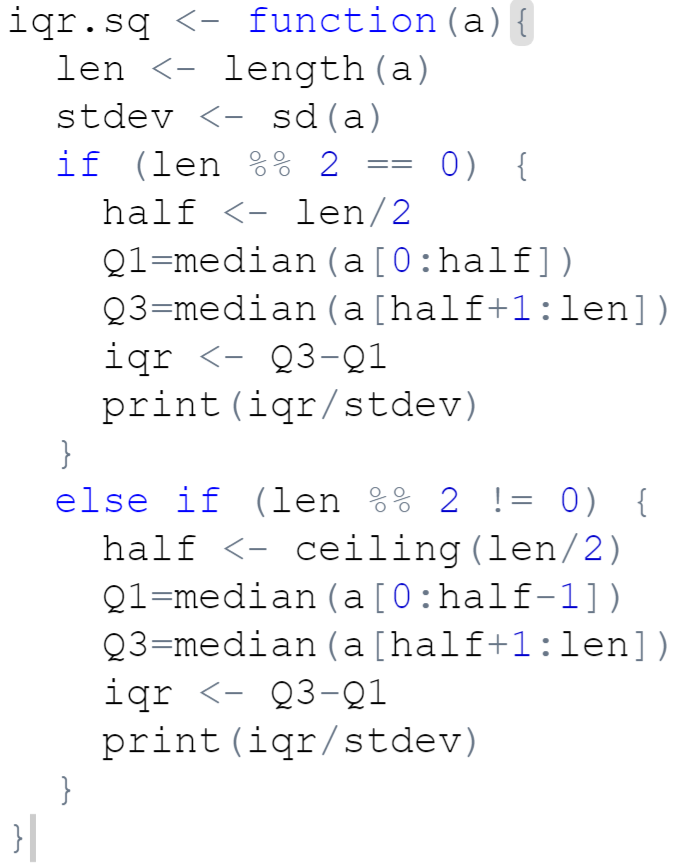 iqr.sq <- function(a){
  len <- length(a)
  stdev <- sd(a)
  if (len %% 2 == 0) {
    half <- len/2
    Q1=median(a[0:half])
    Q3=median(a[half+1:len])
    iqr <- Q3-Q1
    print(iqr/stdev)
  }
  else if (len %% 2 != 0) {
    half <- ceiling(len/2)
    Q1=median(a[0:half-1])
    Q3=median(a[half+1:len])
    iqr <- Q3-Q1
    print(iqr/stdev)
  }
}